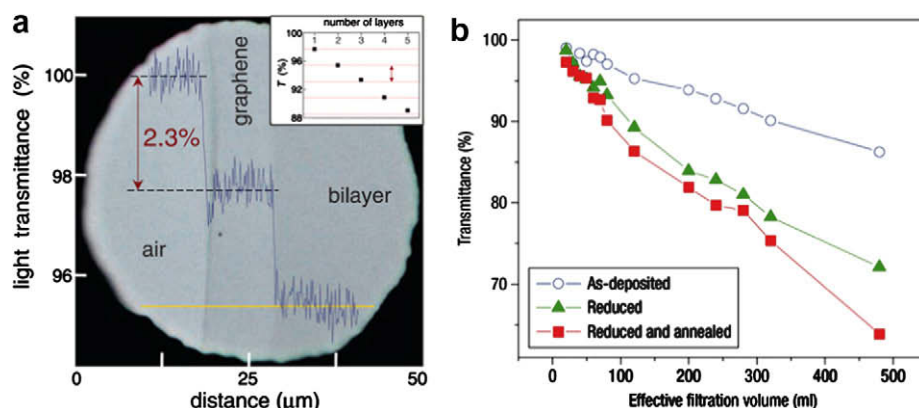 a
number of layers
1 2 3 4 5
100
96
92
88
T (%)
light transmittance (%)
100
98
96
2.3%
graphene
air
bilayer
0 25 50
distance (μm)
b
Transmittance (%)
100
90
80
70
As-deposited
Reduced
Reduced and annealed
0 100 200 300 400 500
Effective filtration volume (ml)